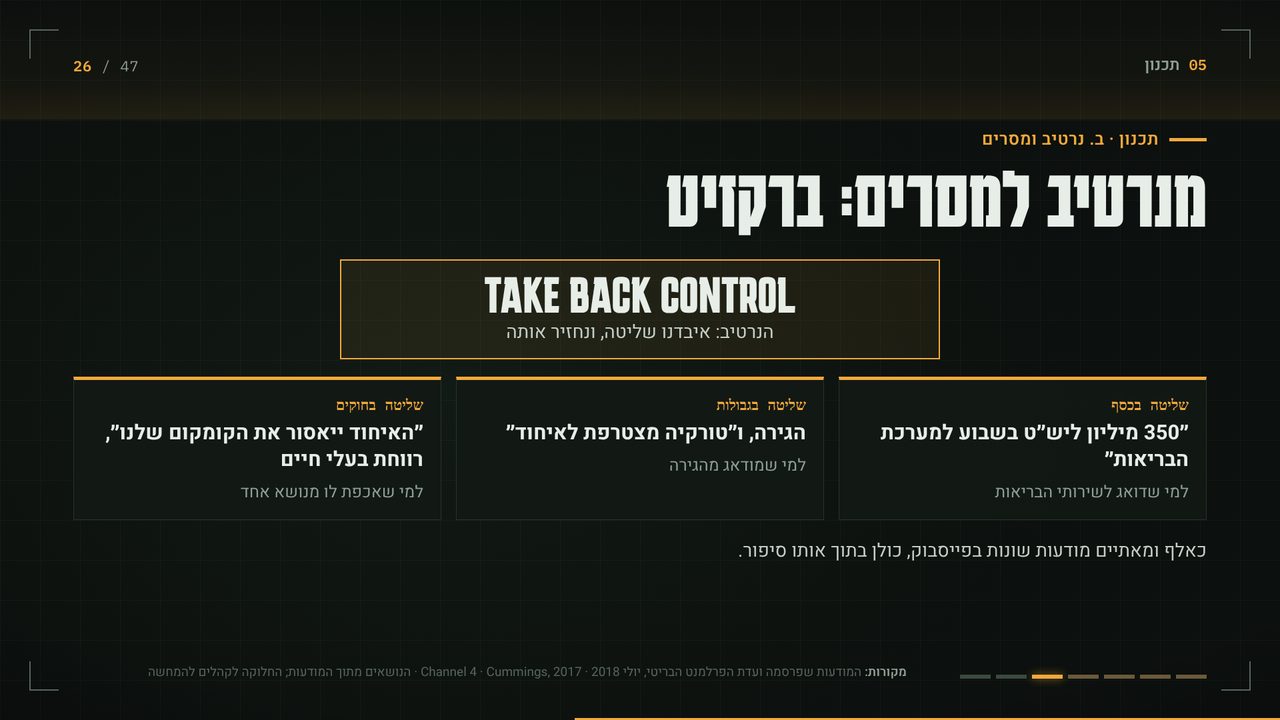 05 תכנון
26 / 47
תכנון · ב. נרטיב ומסרים
מנרטיב למסרים: ברקזיט
TAKE BACK CONTROL
הנרטיב: איבדנו שליטה, ונחזיר אותה
שליטה בכסף
״350 מיליון ליש״ט בשבוע למערכת
הבריאות״
למי שדואג לשירותי הבריאות
שליטה בגבולות
הגירה, ו״טורקיה מצטרפת לאיחוד״
למי שמודאג מהגירה
שליטה בחוקים
״האיחוד ייאסור את הקומקום שלנו״,
רווחת בעלי חיים
למי שאכפת לו מנושא אחד
כאלף ומאתיים מודעות שונות בפייסבוק, כולן בתוך אותו סיפור.
מקורות: המודעות שפרסמה ועדת הפרלמנט הבריטי, יולי 2018 · Channel 4 · Cummings, 2017 · הנושאים מתוך המודעות; החלוקה לקהלים להמחשה